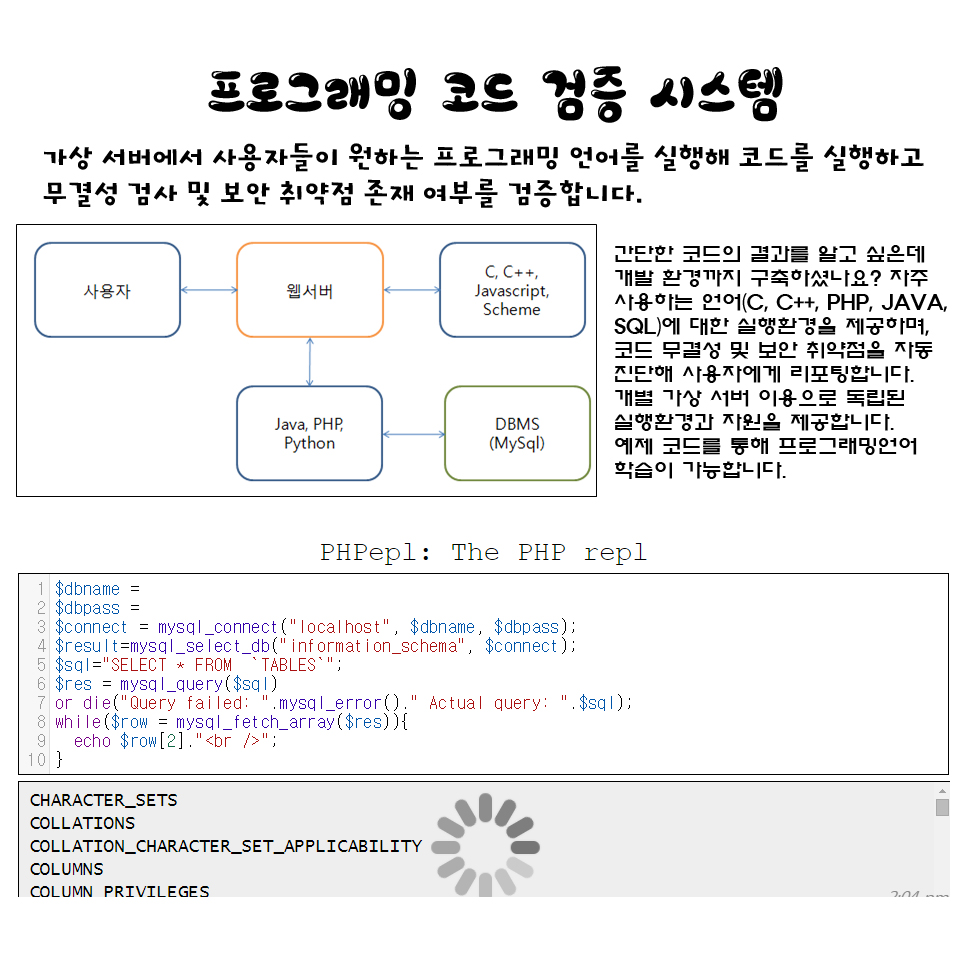 프로그래밍 코드 검증 시스템
가상 서버에서 사용자들이 원하는 프로그래밍 언어를 실행해 코드를 실행하고
무결성 검사 및 보안 취약점 존재 여부를 검증합니다.
사용자
웹서버
C, C++,
Javascript,
Scheme
Java, PHP,
Python
DBMS
(MySql)
간단한 코드의 결과를 알고 싶은데
개발 환경까지 구축하셨나요? 자주
사용하는 언어(C, C++, PHP, JAVA,
SQL)에 대한 실행환경을 제공하며,
코드 무결성 및 보안 취약점을 자동
진단해 사용자에게 리포팅합니다.
개별 가상 서버 이용으로 독립된
실행환경과 자원을 제공합니다.
예제 코드를 통해 프로그래밍언어
학습이 가능합니다.
PHPepl: The PHP repl
1 $dbname =
2 $dbpass =
3 $connect = mysql_connect("localhost", $dbname, $dbpass);
4 $result=mysql_select_db("information_schema", $connect);
5 $sql="SELECT * FROM  `TABLES`";
6 $res = mysql_query($sql)
7 or die("Query failed: ".mysql_error()." Actual query: ".$sql);
8 while($row = mysql_fetch_array($res)){
9   echo $row[2]."<br />";
10 }
CHARACTER_SETS
COLLATIONS
COLLATION_CHARACTER_SET_APPLICABILITY
COLUMNS
COLUMN_PRIVILEGES
2:04 pm